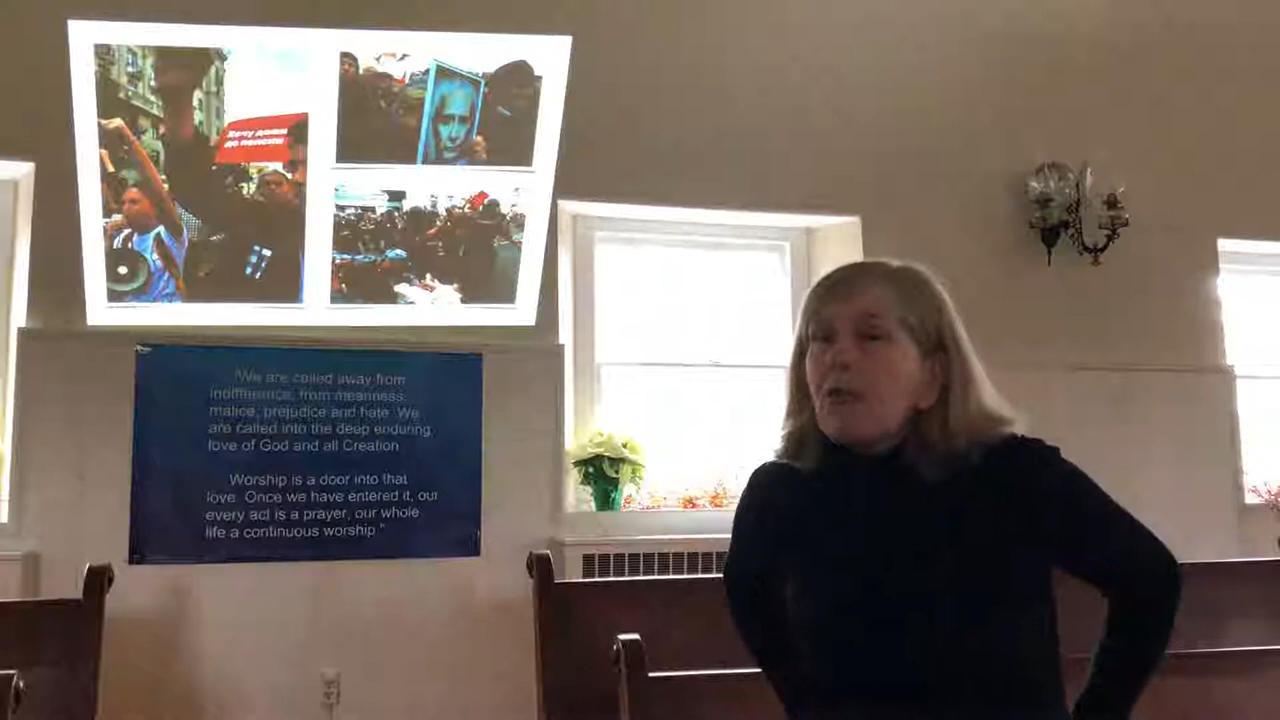 Хочу дожить
до пенсии!
"We are called away from
indifference, from meanness,
malice, prejudice and hate. We
are called into the deep enduring
love of God and all Creation.
Worship is a door into that
love. Once we have entered it, our
every act is a prayer, our whole
life a continuous worship."